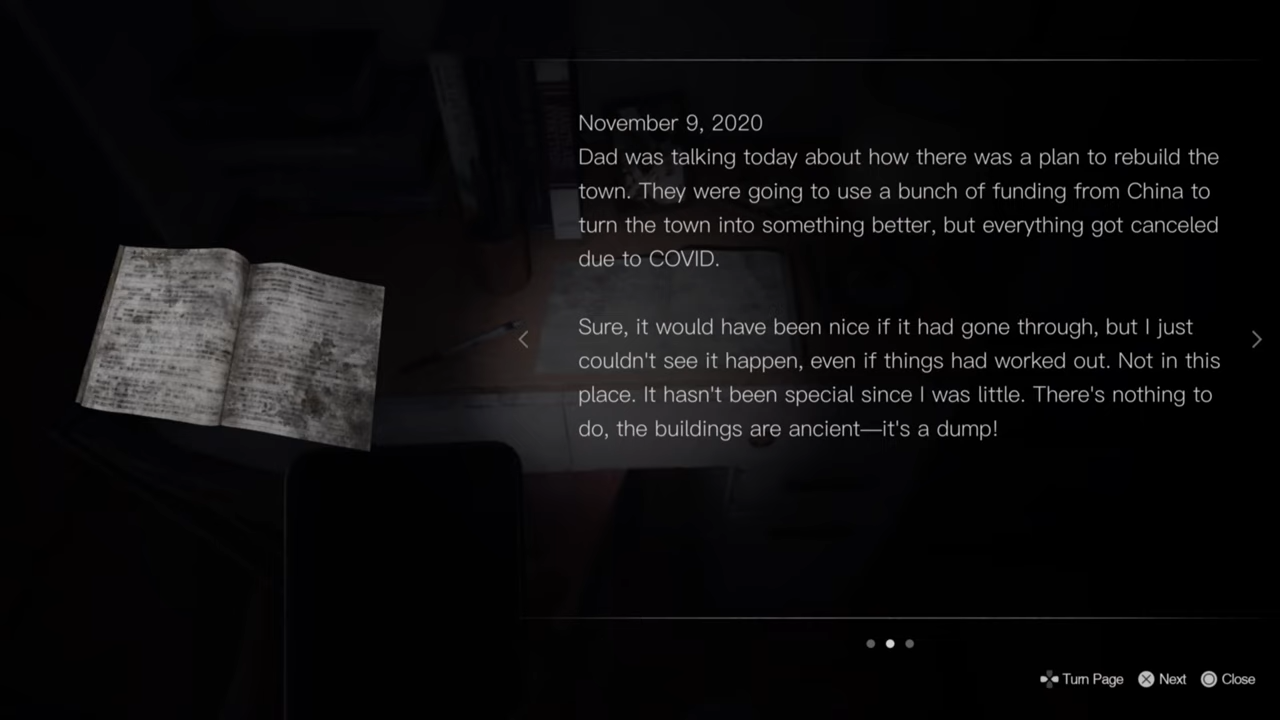 November 9, 2020
Dad was talking today about how there was a plan to rebuild the
town. They were going to use a bunch of funding from China to
turn the town into something better, but everything got canceled
due to COVID.
Sure, it would have been nice if it had gone through, but I just
couldn't see it happen, even if things had worked out. Not in this
place. It hasn't been special since I was little. There's nothing to
do, the buildings are ancient—it's a dump!
Turn Page Next Close